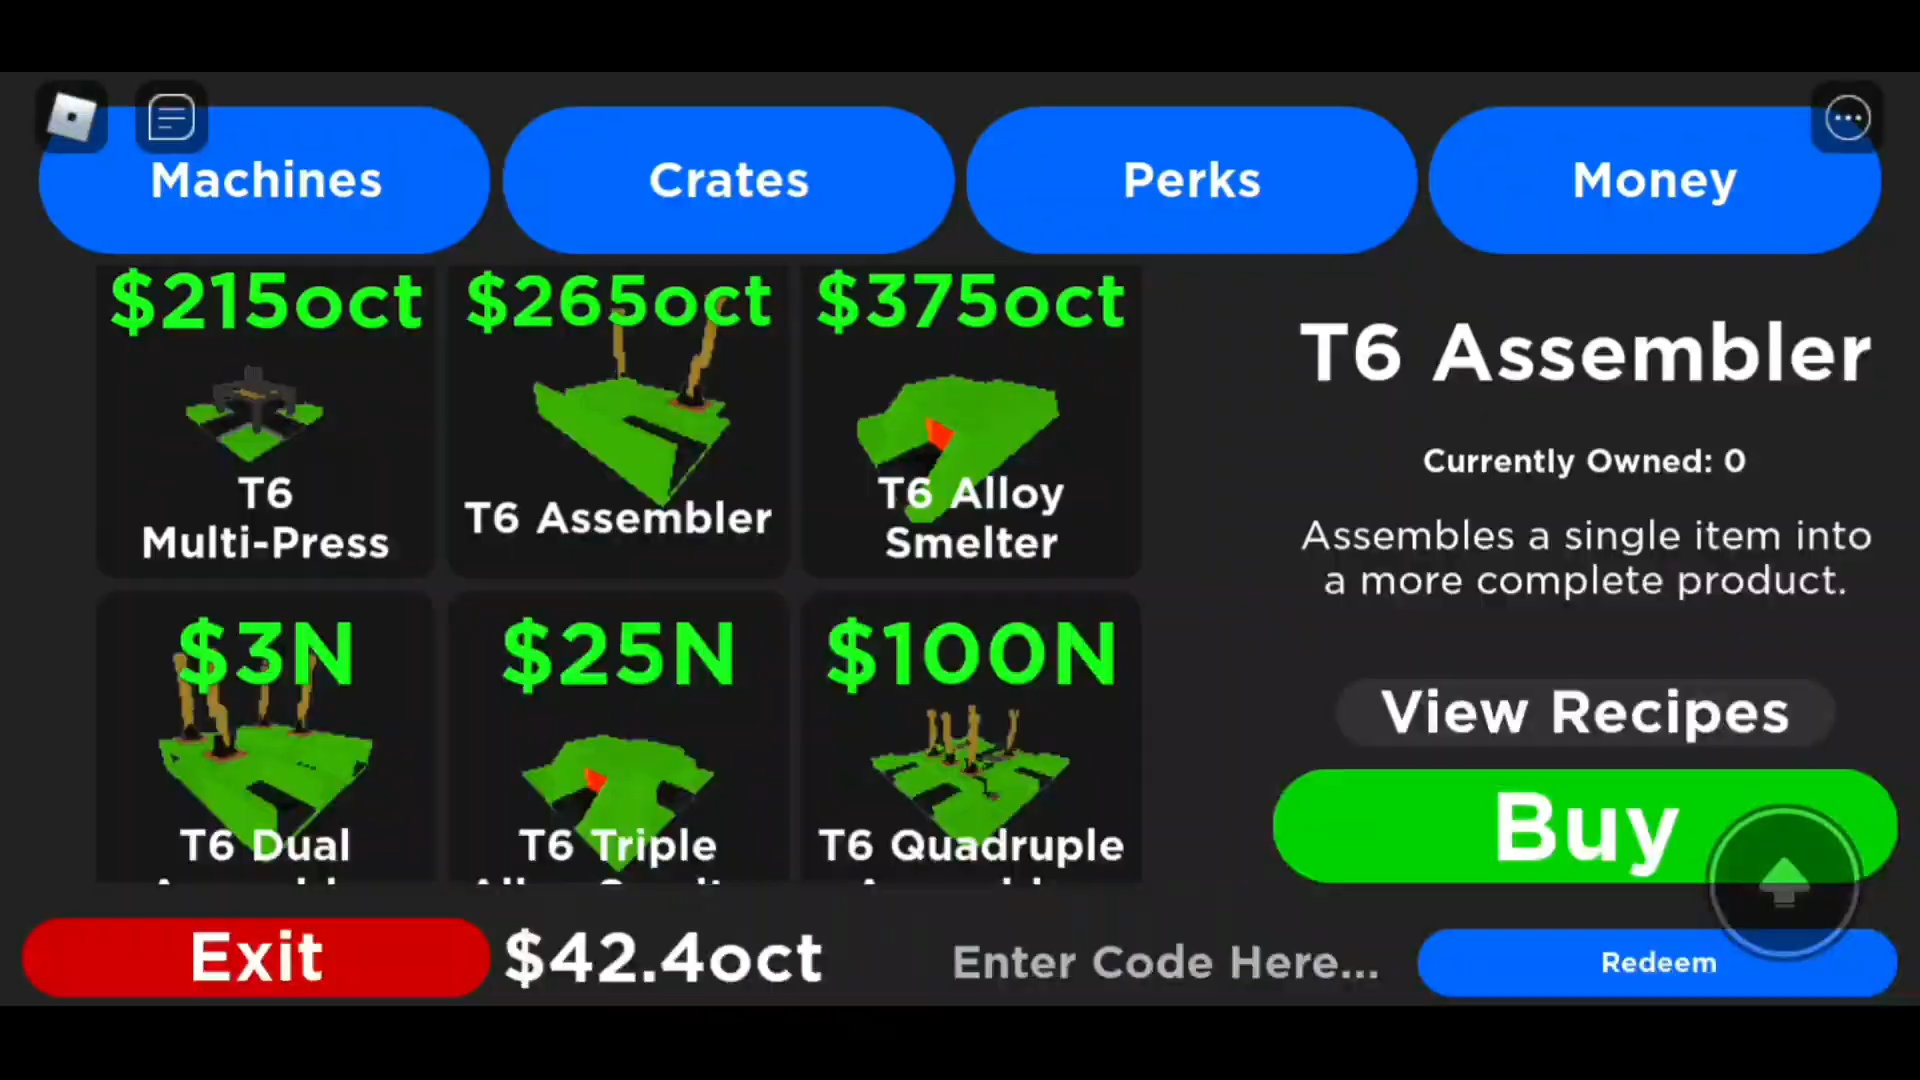 Machines
Crates
Perks
Money
$215oct
$265oct
$375oct
T6
Multi-Press
T6 Assembler
T6 Alloy
Smelter
$3N
$25N
$100N
T6 Dual
T6 Triple
T6 Quadruple
T6 Assembler
Currently Owned: 0
Assembles a single item into
a more complete product.
View Recipes
Buy
Exit
$42.4oct
Enter Code Here...
Redeem